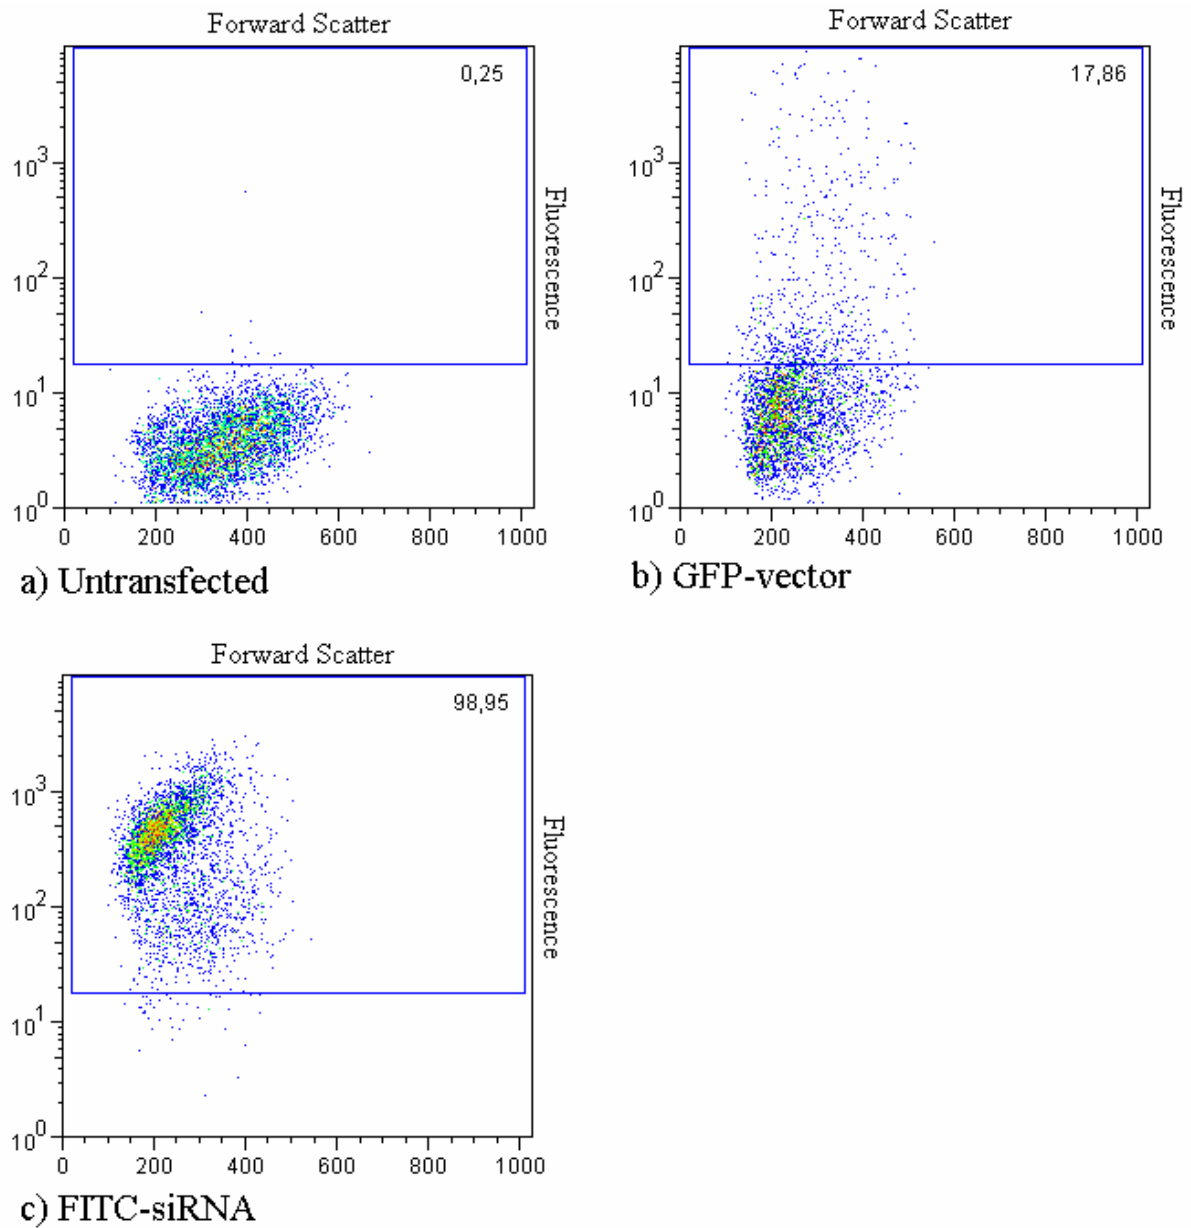 Forward Scatter
0,25
10^3
10^2
10^1
10^0
Fluorescence
0 200 400 600 800 1000
a) Untransfected
Forward Scatter
17,86
10^3
10^2
10^1
10^0
Fluorescence
0 200 400 600 800 1000
b) GFP-vector
Forward Scatter
98,95
10^3
10^2
10^1
10^0
Fluorescence
0 200 400 600 800 1000
c) FITC-siRNA